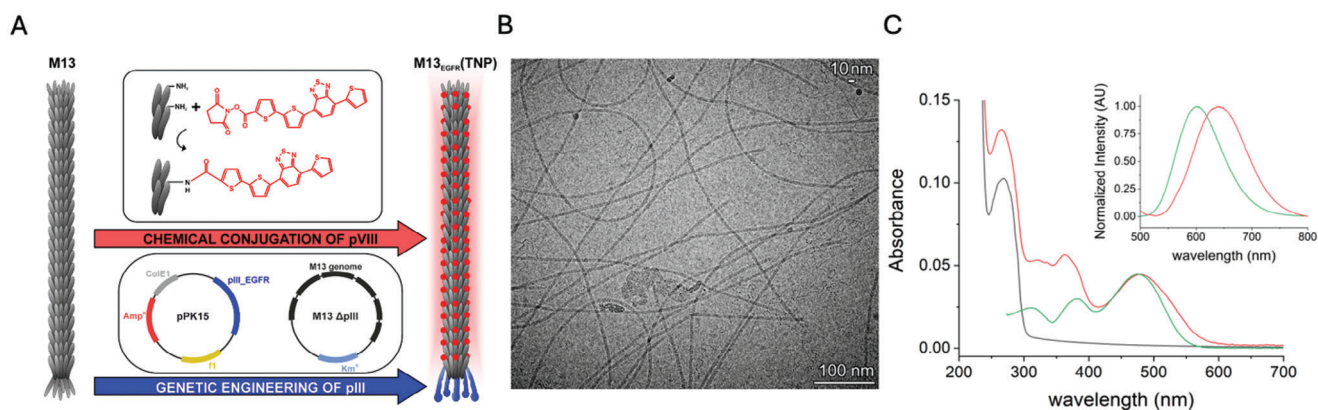 A
M13
M13EGFR(TNP)
NH2
NH2
+
N
O
O
O
O
S
S
N
S
N
S
O
N
H
S
S
N
S
N
S
CHEMICAL CONJUGATION OF pVIII
ColE1
pIII_EGFR
AmpR
pPK15
f1
M13 genome
M13 ΔpIII
KmR
GENETIC ENGINEERING OF pIII
B
10 nm
100 nm
C
Absorbance
0.15
0.10
0.05
0.00
200
300
400
500
600
700
wavelength (nm)
Normalized Intensity (AU)
1.00
0.75
0.50
0.25
0.00
500
600
700
800
wavelength (nm)